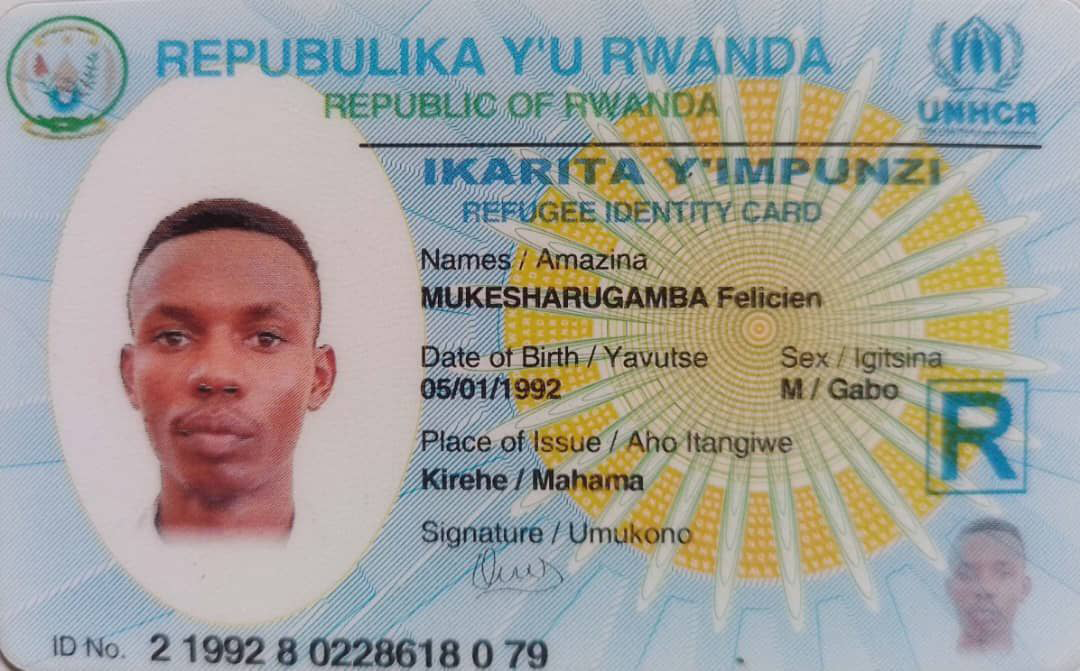 REPUBULIKA Y'U RWANDA
REPUBLIC OF RWANDA
UNHCR
IKARITA Y'IMPUNZI
REFUGEE IDENTITY CARD
Names / Amazina
MUKESHARUGAMBA Felicien
Date of Birth / Yavutse Sex / Igitsina
05/01/1992 M / Gabo
R
Place of Issue / Aho Itangiwe
Kirehe / Mahama
Signature / Umukono
ID No. 2 1992 8 0228618 0 79